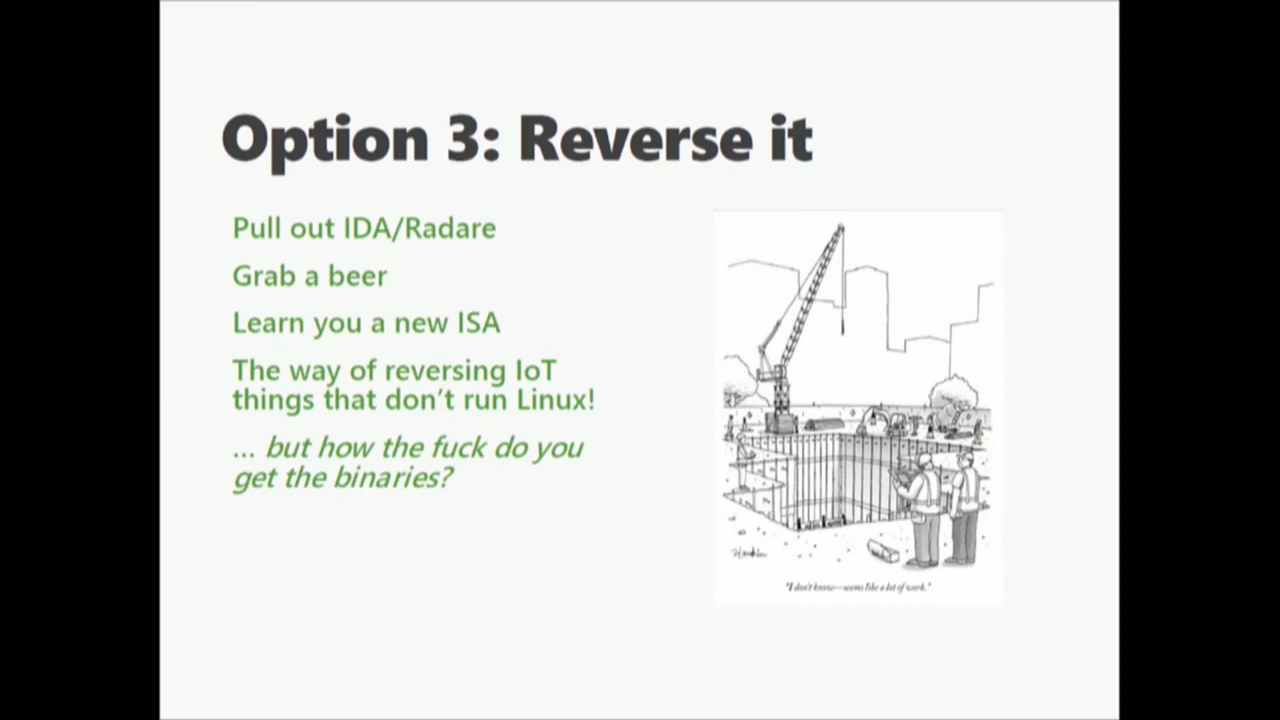 Option 3: Reverse it
Pull out IDA/Radare
Grab a beer
Learn you a new ISA
The way of reversing IoT
things that don't run Linux!
... but how the fuck do you
get the binaries?
"I don't know—seems like a lot of work."